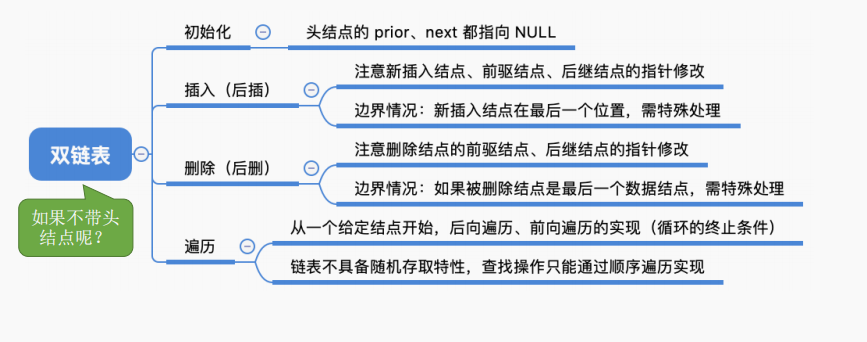 双链表
如果不带头
结点呢？
初始化
头结点的 prior、next 都指向 NULL
插入（后插）
注意新插入结点、前驱结点、后继结点的指针修改
边界情况：新插入结点在最后一个位置，需特殊处理
删除（后删）
注意删除结点的前驱结点、后继结点的指针修改
边界情况：如果被删除结点是最后一个数据结点，需特殊处理
遍历
从一个给定结点开始，后向遍历、前向遍历的实现（循环的终止条件）
链表不具备随机存取特性，查找操作只能通过顺序遍历实现